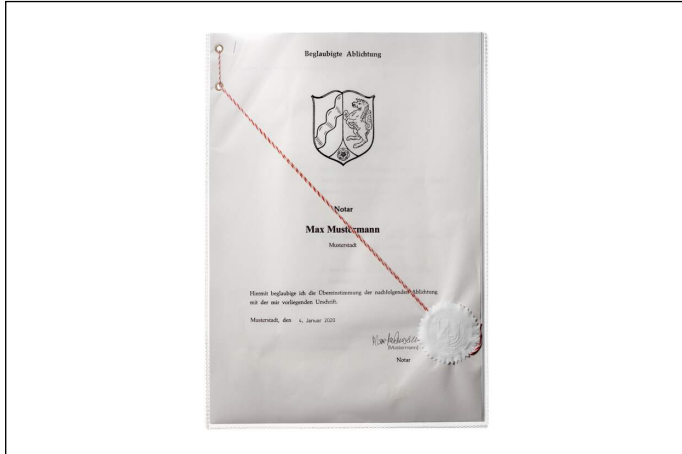 Beglaubigte Ablichtung
Notar
Max Mustermann
Musterstadt
Hiermit beglaubige ich die Übereinstimmung der nachfolgenden Ablichtung
mit der mir vorliegenden Urschrift.
Musterstadt, den 4. Januar 2020
(Mustermann)
Notar